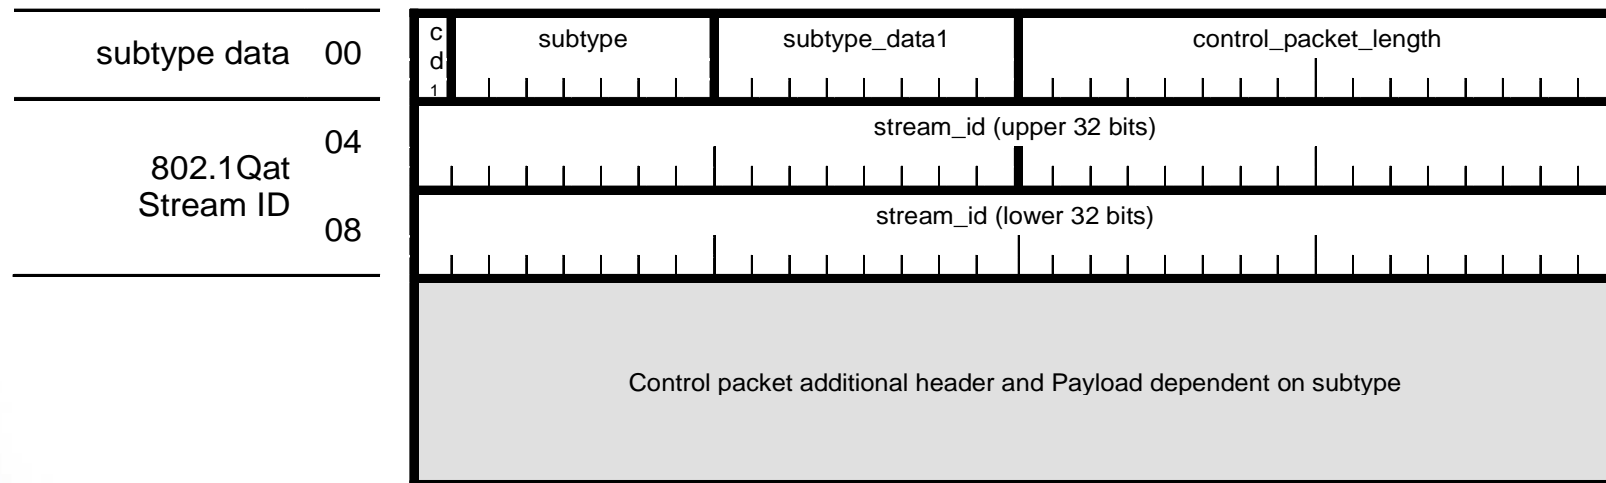 subtype data 00
c d 1
subtype
subtype_data1
control_packet_length
04
802.1Qat
Stream ID
08
stream_id (upper 32 bits)
stream_id (lower 32 bits)
Control packet additional header and Payload dependent on subtype